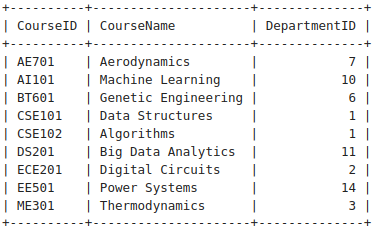 +----------+---------------------+--------------+
| CourseID | CourseName          | DepartmentID |
+----------+---------------------+--------------+
| AE701    | Aerodynamics        |            7 |
| AI101    | Machine Learning    |           10 |
| BT601    | Genetic Engineering |            6 |
| CSE101   | Data Structures     |            1 |
| CSE102   | Algorithms          |            1 |
| DS201    | Big Data Analytics  |           11 |
| ECE201   | Digital Circuits    |            2 |
| EE501    | Power Systems       |           14 |
| ME301    | Thermodynamics      |            3 |
+----------+---------------------+--------------+